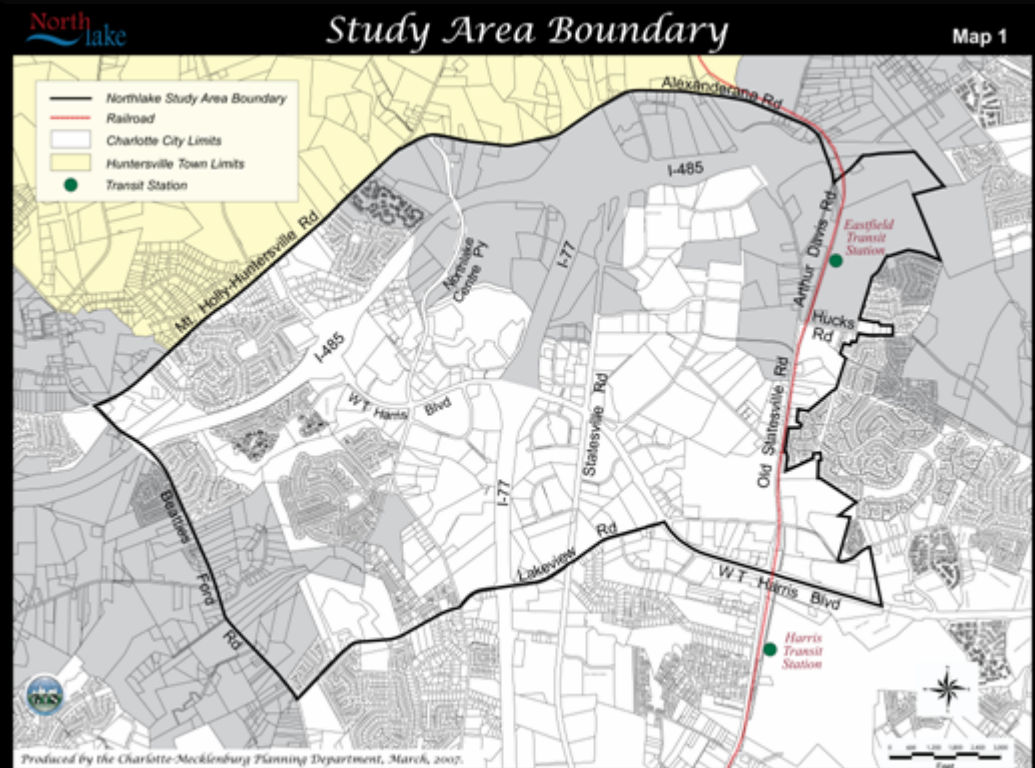 North
lake
Study Area Boundary
Map 1
Northlake Study Area Boundary
Railroad
Charlotte City Limits
Huntersville Town Limits
Transit Station
Alexanderana Rd
I-485
Mt. Holly-Huntersville Rd
Northlake
Centre Py
I-77
Arthur Davis Rd
Eastfield
Transit
Station
Hucks
Rd
I-485
W T Harris Blvd
Statesville Rd
Old Statesville Rd
I-77
Beatties Ford Rd
Lakeview Rd
W T Harris Blvd
Harris
Transit
Station
Produced by the Charlotte-Mecklenburg Planning Department, March, 2007.
Feet